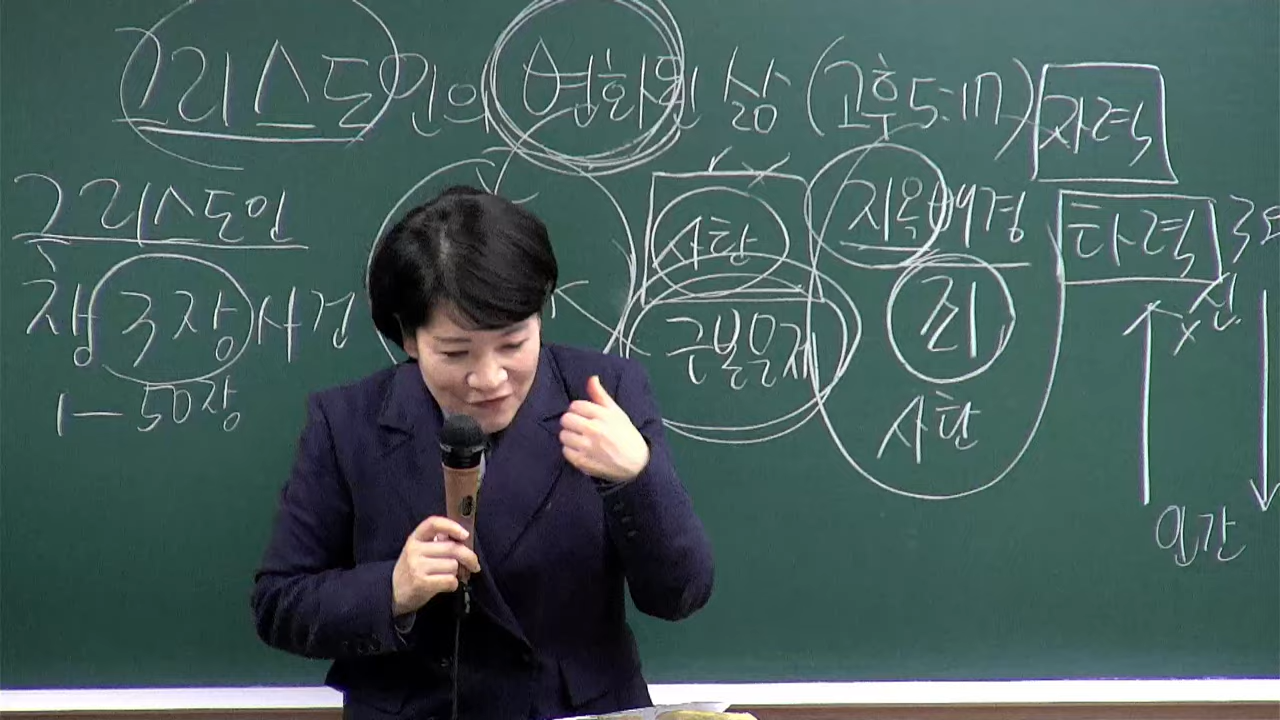 그리스도인의 영화된 삶 (고후5:17) 자력
그리스도인 사탄 지옥배경 타력
창3장사건 근본문제 죄 신
1-50장 사탄
인간